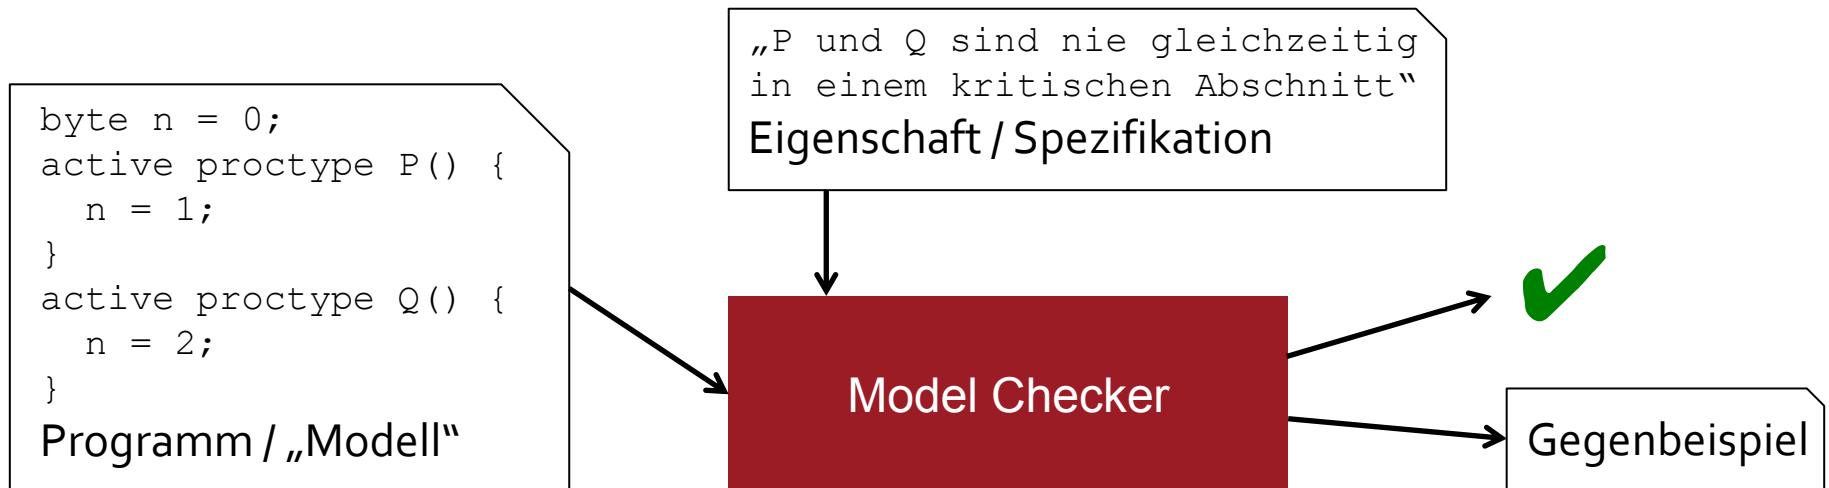 byte n = 0;
active proctype P() {
  n = 1;
}
active proctype Q() {
  n = 2;
}
Programm / „Modell“
„P und Q sind nie gleichzeitig
in einem kritischen Abschnitt“
Eigenschaft / Spezifikation
Model Checker
Gegenbeispiel